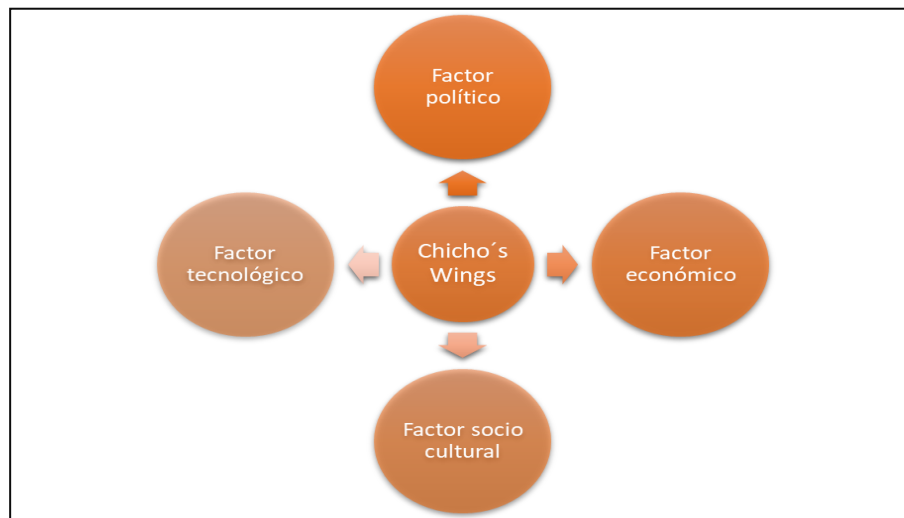 Factor
político
Factor
tecnológico
Chicho´s
Wings
Factor
económico
Factor socio
cultural